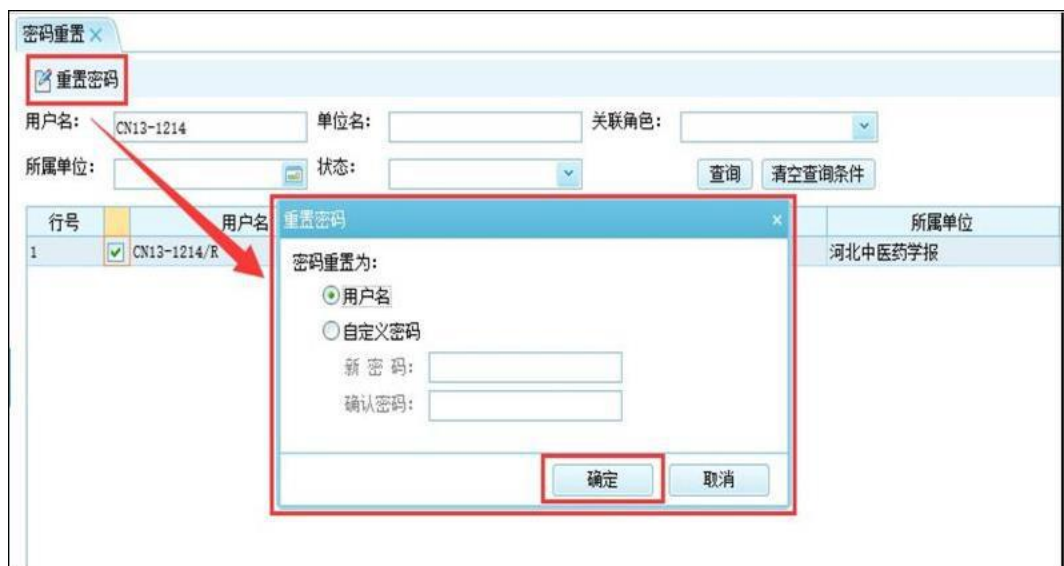 密码重置
重置密码
用户名: CN13-1214 单位名: 关联角色:
所属单位: 状态: 查询 清空查询条件
行号 用户名 所属单位
1 CN13-1214/R 河北中医药学报
重置密码
密码重置为:
用户名
自定义密码
新 密 码:
确认密码:
确定 取消